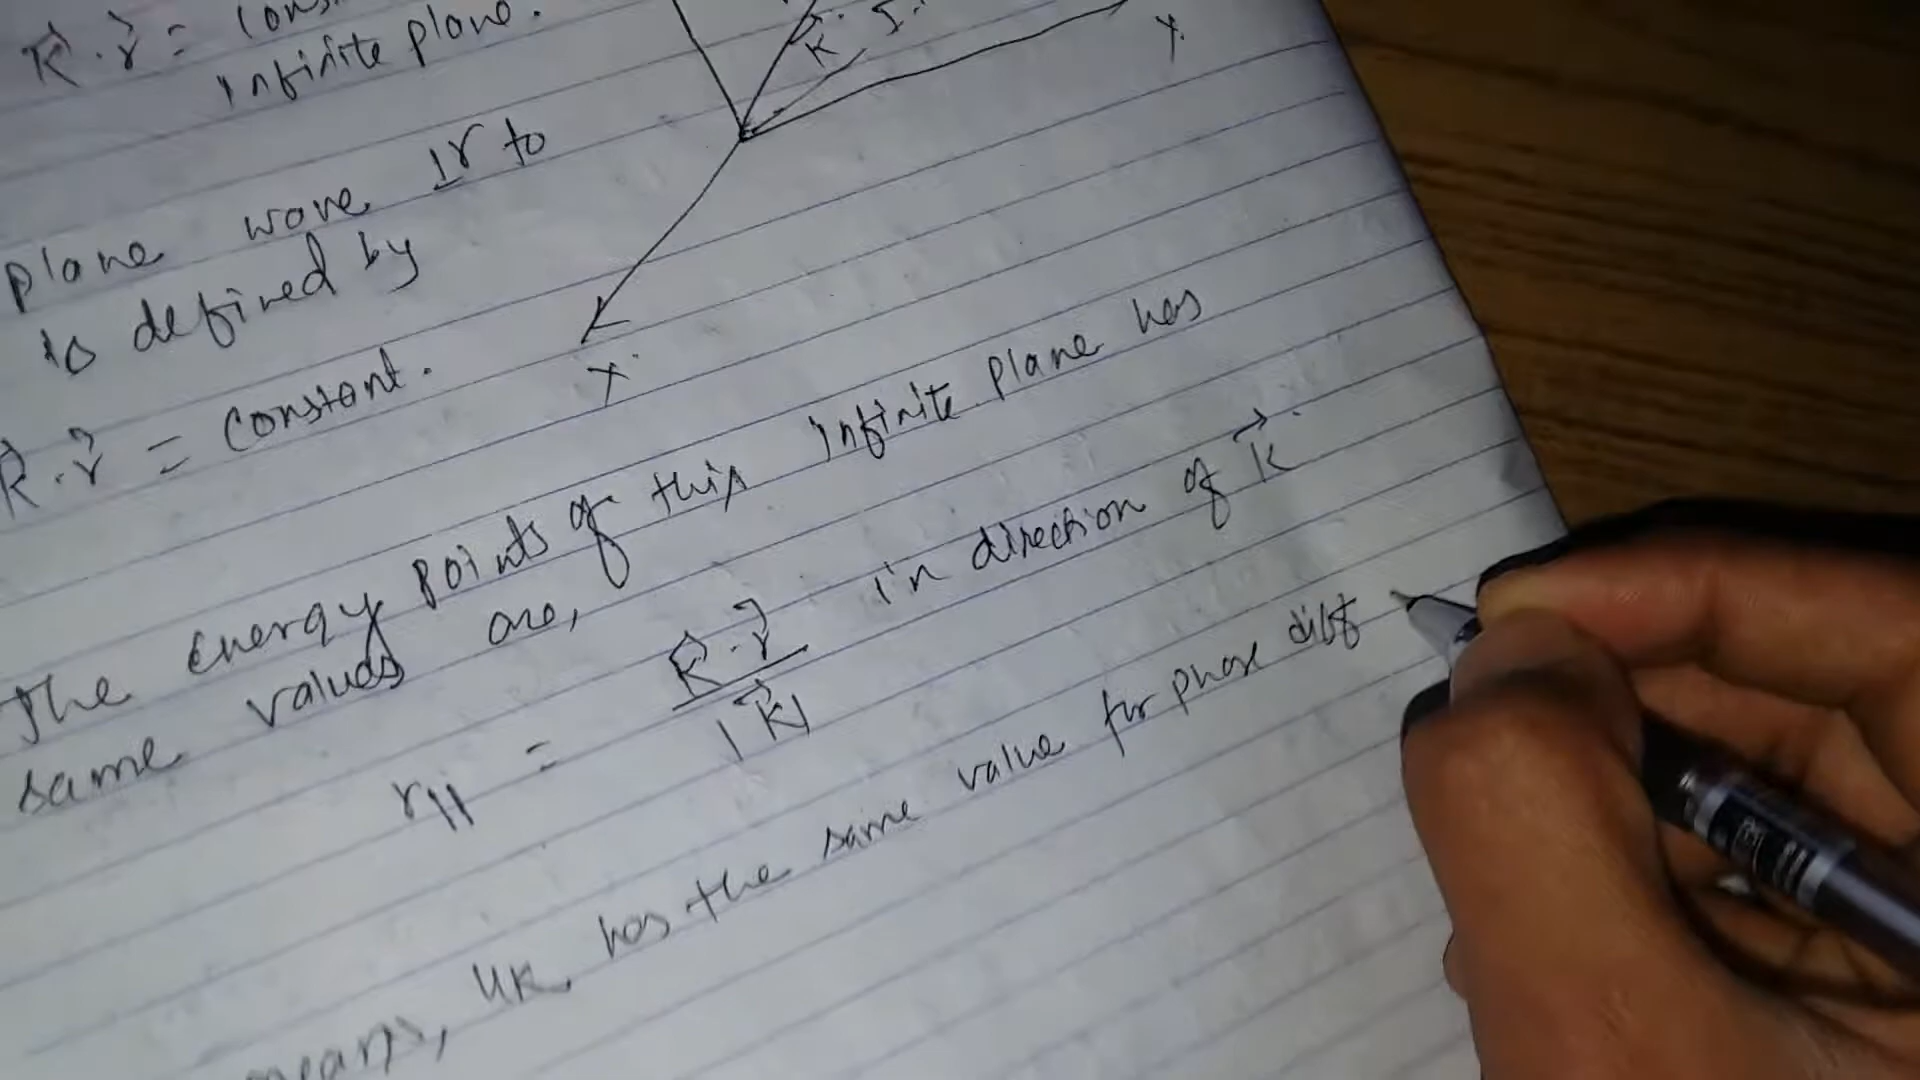 K⃗.r⃗ = cons
infinite plane.
K. I.
Y.
plane wave ⊥r to
is defined by
K⃗.r⃗ = constant.
X
The energy points of this infinite plane has
same values are,
r|| = K⃗.r⃗ / |K⃗| in direction of K⃗.
means, uk has the same value for phase diff